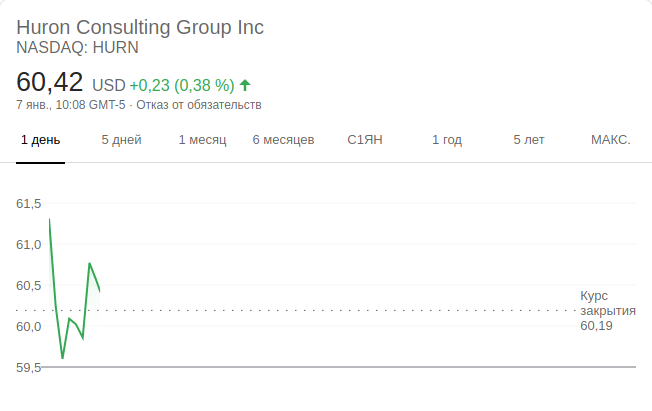 Huron Consulting Group Inc
NASDAQ: HURN
60,42 USD +0,23 (0,38 %)
7 янв., 10:08 GMT-5 · Отказ от обязательств
1 день 5 дней 1 месяц 6 месяцев С1ЯН 1 год 5 лет МАКС.
61,5
61,0
60,5
Курс
закрытия
60,19
60,0
59,5